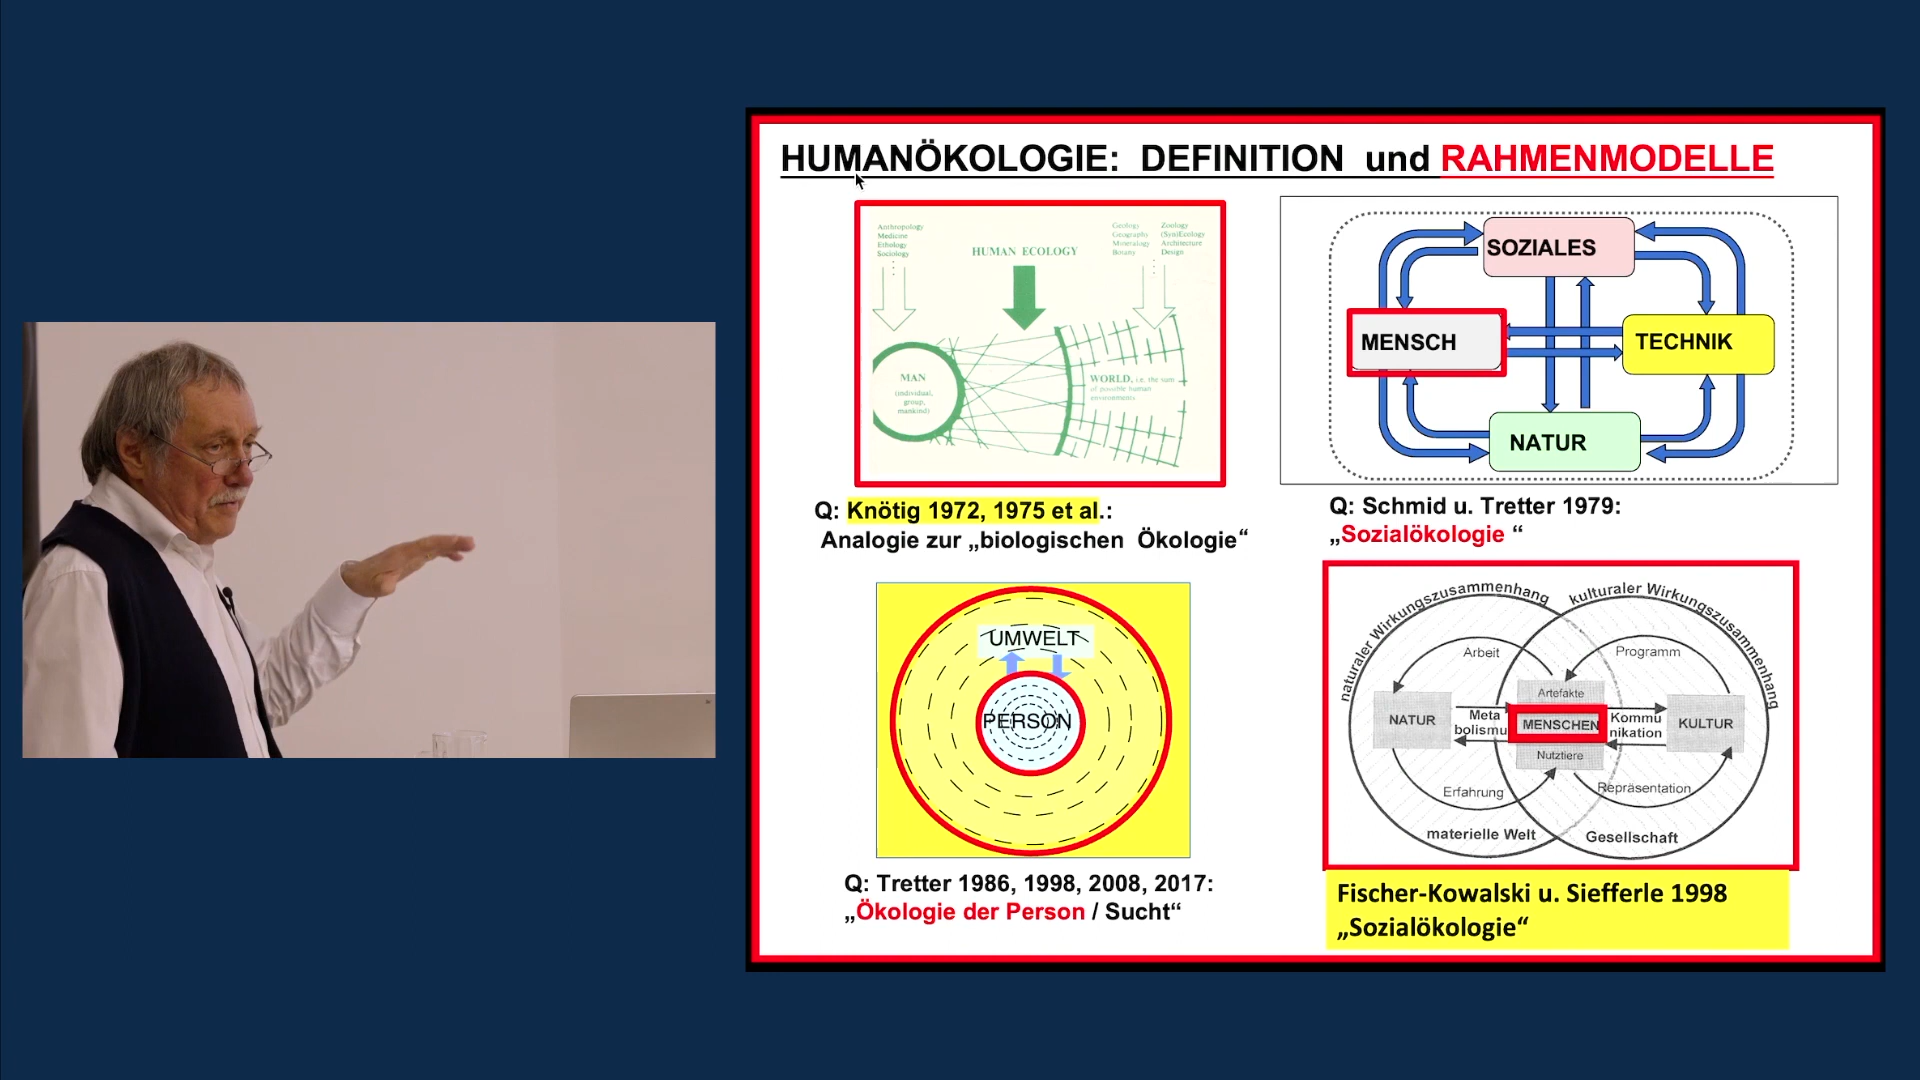 HUMANÖKOLOGIE: DEFINITION und RAHMENMODELLE
Anthropology
Medicine
Ethology
Sociology
HUMAN ECOLOGY
Geology
Geography
Mineralogy
Botany
Zoology
(Syn)Ecology
Architecture
Design
MAN
(individual,
group,
mankind)
WORLD, i.e. the sum
of possible human
environments
Q: Knötig 1972, 1975 et al.:
Analogie zur „biologischen Ökologie“
SOZIALES
MENSCH
TECHNIK
NATUR
Q: Schmid u. Tretter 1979:
„Sozialökologie “
UMWELT
PERSON
Q: Tretter 1986, 1998, 2008, 2017:
„Ökologie der Person / Sucht“
naturaler Wirkungszusammenhang
kulturaler Wirkungszusammenhang
Arbeit
Programm
Artefakte
NATUR
Meta
bolismu
MENSCHEN
Kommu
nikation
KULTUR
Nutztiere
Erfahrung
Repräsentation
materielle Welt
Gesellschaft
Fischer-Kowalski u. Siefferle 1998
„Sozialökologie“